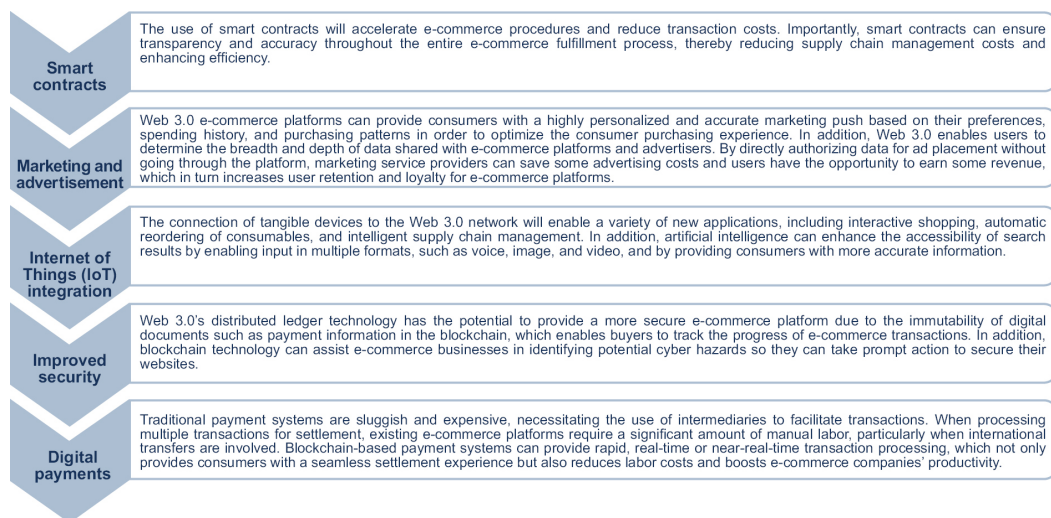 Smart
contracts
The use of smart contracts will accelerate e-commerce procedures and reduce transaction costs. Importantly, smart contracts can ensure
transparency and accuracy throughout the entire e-commerce fulfillment process, thereby reducing supply chain management costs and
enhancing efficiency.
Marketing and
advertisement
Web 3.0 e-commerce platforms can provide consumers with a highly personalized and accurate marketing push based on their preferences,
spending history, and purchasing patterns in order to optimize the consumer purchasing experience. In addition, Web 3.0 enables users to
determine the breadth and depth of data shared with e-commerce platforms and advertisers. By directly authorizing data for ad placement without
going through the platform, marketing service providers can save some advertising costs and users have the opportunity to earn some revenue,
which in turn increases user retention and loyalty for e-commerce platforms.
Internet of
Things (IoT)
integration
The connection of tangible devices to the Web 3.0 network will enable a variety of new applications, including interactive shopping, automatic
reordering of consumables, and intelligent supply chain management. In addition, artificial intelligence can enhance the accessibility of search
results by enabling input in multiple formats, such as voice, image, and video, and by providing consumers with more accurate information.
Improved
security
Web 3.0's distributed ledger technology has the potential to provide a more secure e-commerce platform due to the immutability of digital
documents such as payment information in the blockchain, which enables buyers to track the progress of e-commerce transactions. In addition,
blockchain technology can assist e-commerce businesses in identifying potential cyber hazards so they can take prompt action to secure their
websites.
Digital
payments
Traditional payment systems are sluggish and expensive, necessitating the use of intermediaries to facilitate transactions. When processing
multiple transactions for settlement, existing e-commerce platforms require a significant amount of manual labor, particularly when international
transfers are involved. Blockchain-based payment systems can provide rapid, real-time or near-real-time transaction processing, which not only
provides consumers with a seamless settlement experience but also reduces labor costs and boosts e-commerce companies' productivity.